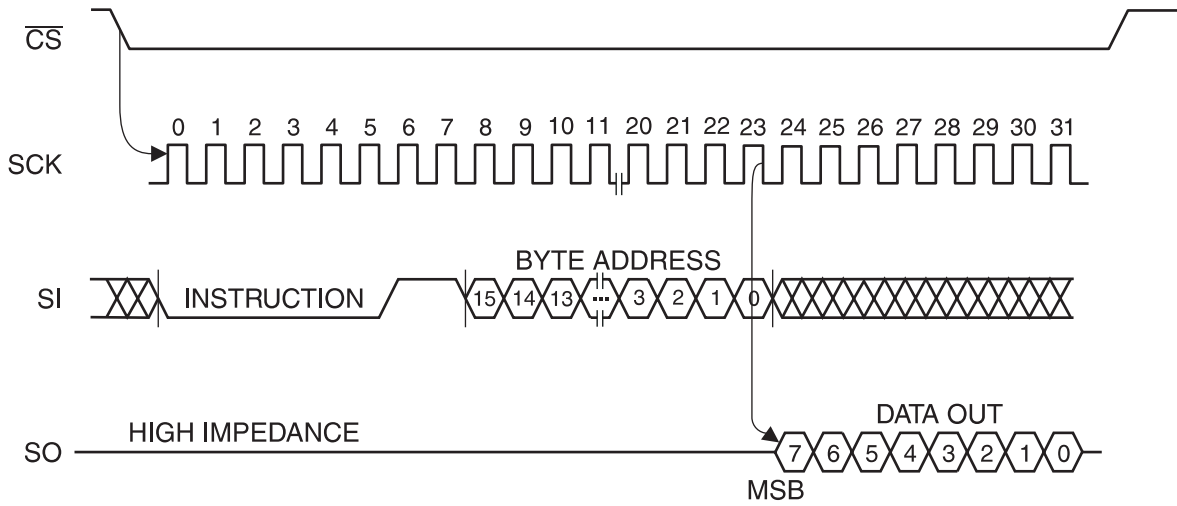 CS
0 1 2 3 4 5 6 7 8 9 10 11 20 21 22 23 24 25 26 27 28 29 30 31
SCK
BYTE ADDRESS
SI
INSTRUCTION
15 14 13 ... 3 2 1 0
DATA OUT
HIGH IMPEDANCE
SO
7 6 5 4 3 2 1 0
MSB